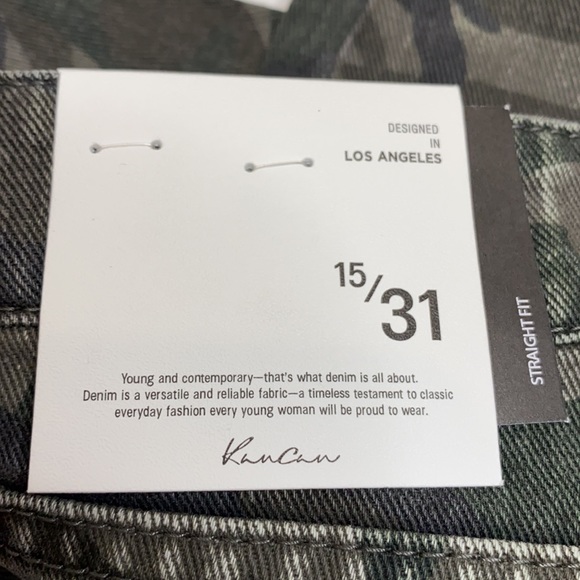 DESIGNED
IN
LOS ANGELES
15/31
STRAIGHT FIT
Young and contemporary—that's what denim is all about.
Denim is a versatile and reliable fabric—a timeless testament to classic
everyday fashion every young woman will be proud to wear.
KanCan